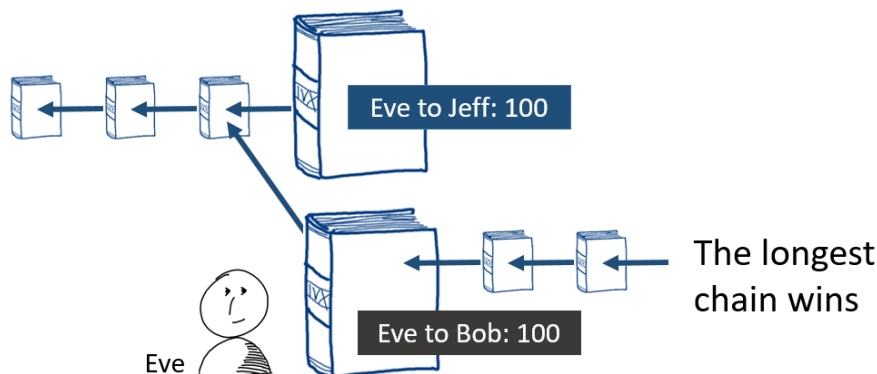 Eve to Jeff: 100
The longest
chain wins
Eve to Bob: 100
Eve